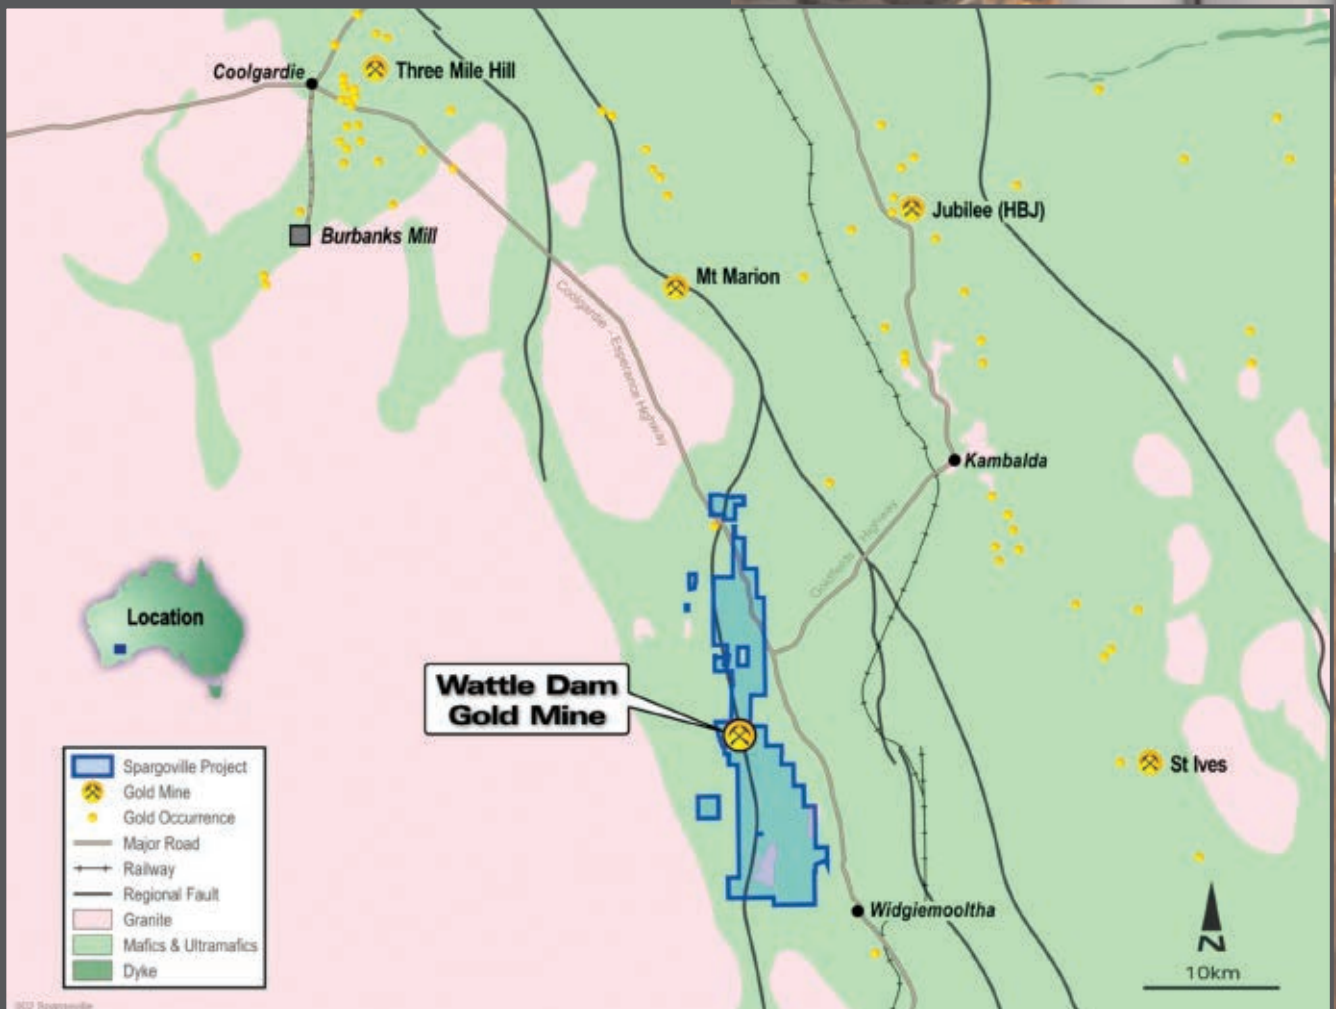 Coolgardie
Three Mile Hill
Jubilee (HBJ)
Burbanks Mill
Mt Marion
Coolgardie - Esperance Highway
Kambalda
Goldfields Highway
Location
Wattle Dam
Gold Mine
St Ives
Widgiemooltha
Spargoville Project
Gold Mine
Gold Occurrence
Major Road
Railway
Regional Fault
Granite
Mafics & Ultramafics
Dyke
N
10km